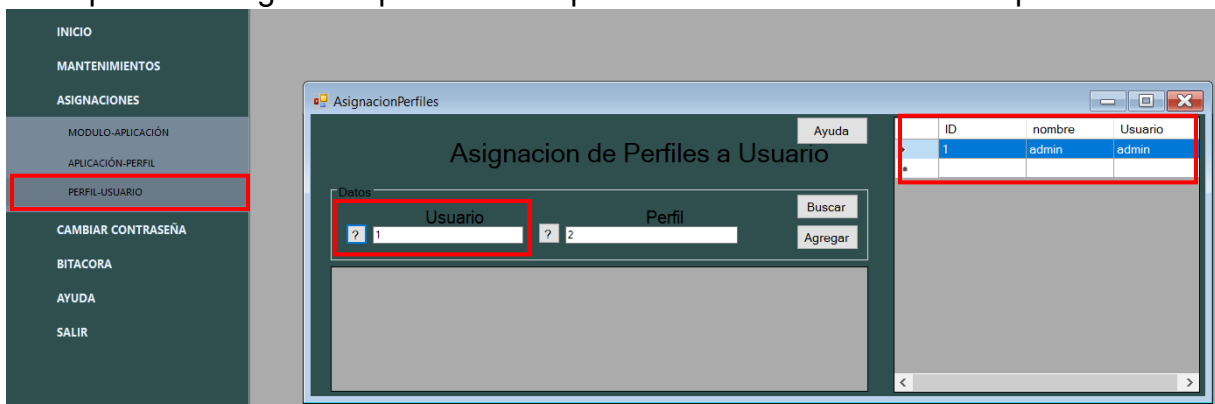 INICIO
MANTENIMIENTOS
ASIGNACIONES
MODULO-APLICACIÓN
APLICACIÓN-PERFIL
PERFIL-USUARIO
CAMBIAR CONTRASEÑA
BITACORA
AYUDA
SALIR
AsignacionPerfiles
Ayuda
Asignacion de Perfiles a Usuario
Datos
Usuario
Perfil
? 1
? 2
Buscar
Agregar
ID nombre Usuario
1 admin admin